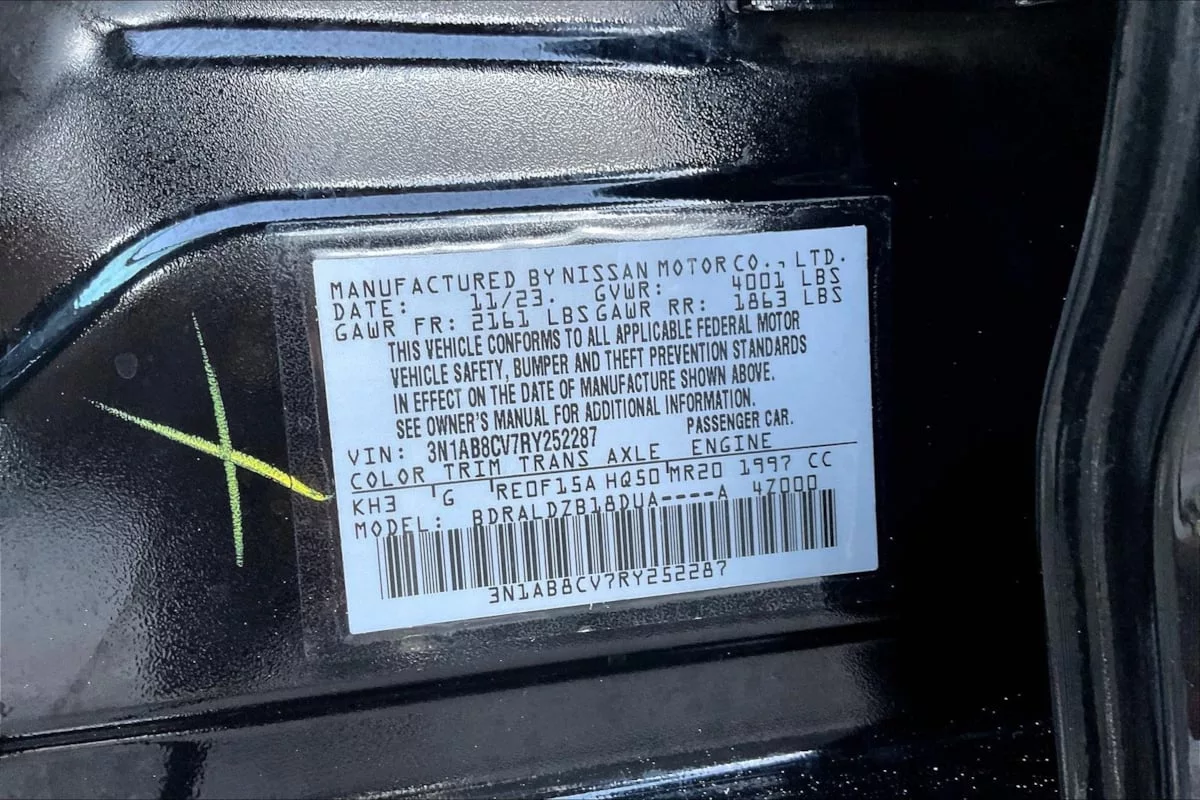 MANUFACTURED BY NISSAN MOTOR CO., LTD.
DATE: 11/23. GVWR: 4001 LBS
GAWR FR: 2161 LBS GAWR RR: 1863 LBS
THIS VEHICLE CONFORMS TO ALL APPLICABLE FEDERAL MOTOR
VEHICLE SAFETY, BUMPER AND THEFT PREVENTION STANDARDS
IN EFFECT ON THE DATE OF MANUFACTURE SHOWN ABOVE.
SEE OWNER'S MANUAL FOR ADDITIONAL INFORMATION.
VIN: 3N1AB8CV7RY252287 PASSENGER CAR.
COLOR TRIM TRANS AXLE ENGINE
KH3 G RE0F15A HQ50 MR20 1997 CC
MODEL: BDRALDZB18DUA----A 47000
3N1AB8CV7RY252287